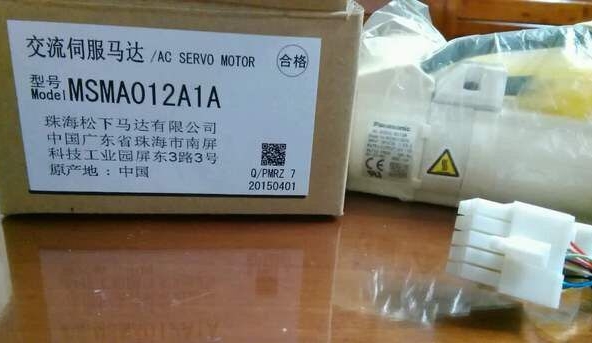 交流伺服马达 /AC SERVO MOTOR
合格
型号
Model MSMA012A1A
珠海松下马达有限公司
中国广东省珠海市南屏
科技工业园屏东3路3号
原产地：中国
Q/PMRZ 7
20150401
Panasonic